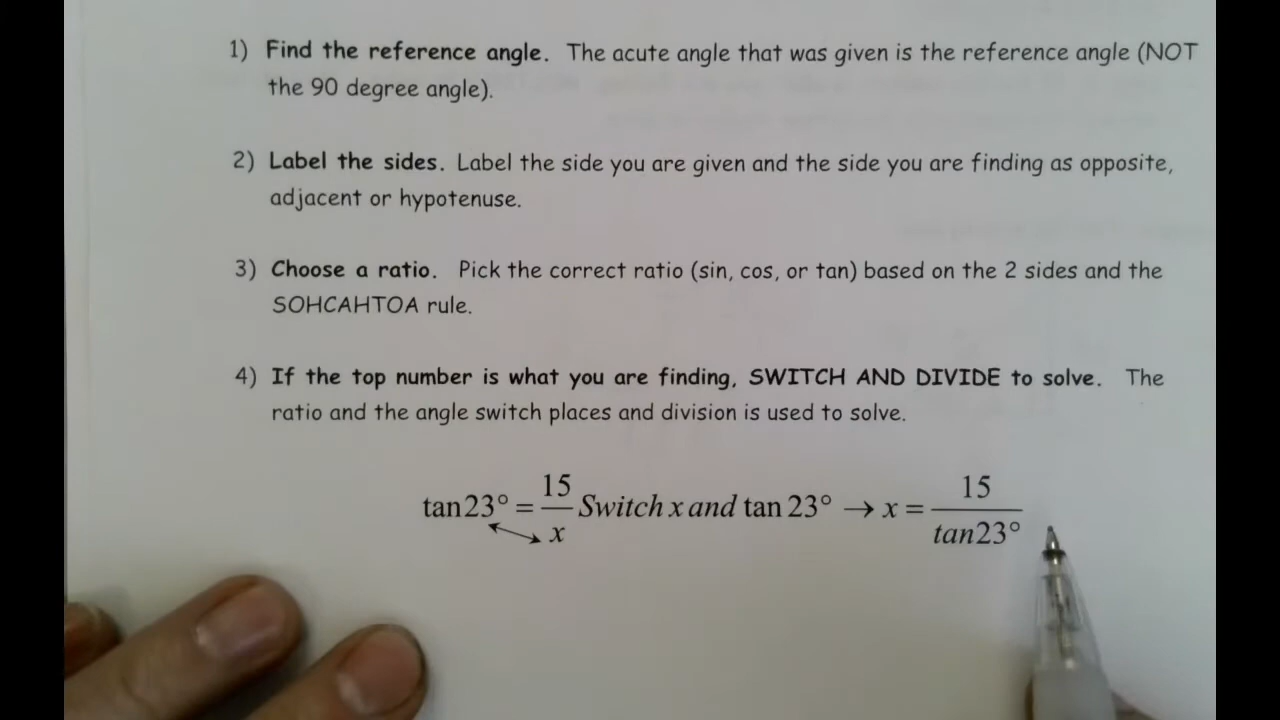 1) Find the reference angle. The acute angle that was given is the reference angle (NOT
the 90 degree angle).
2) Label the sides. Label the side you are given and the side you are finding as opposite,
adjacent or hypotenuse.
3) Choose a ratio. Pick the correct ratio (sin, cos, or tan) based on the 2 sides and the
SOHCAHTOA rule.
4) If the top number is what you are finding, SWITCH AND DIVIDE to solve. The
ratio and the angle switch places and division is used to solve.
tan 23° = 15/x Switch x and tan 23° → x = 15/tan23°